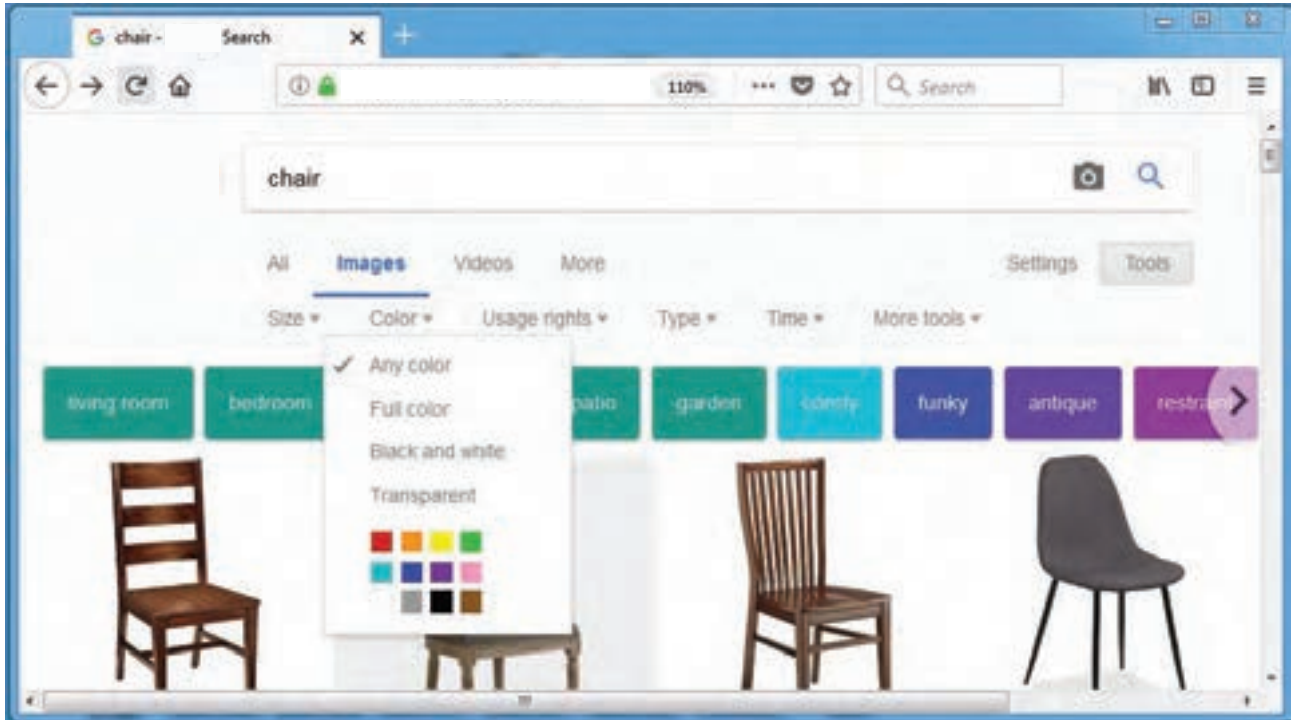 chair - Search
110% ... Search
chair
All Images Videos More Settings Tools
Size Color Usage rights Type Time More tools
Any color
living room bedroom patio garden comfy funky antique
Full color
Black and white
Transparent